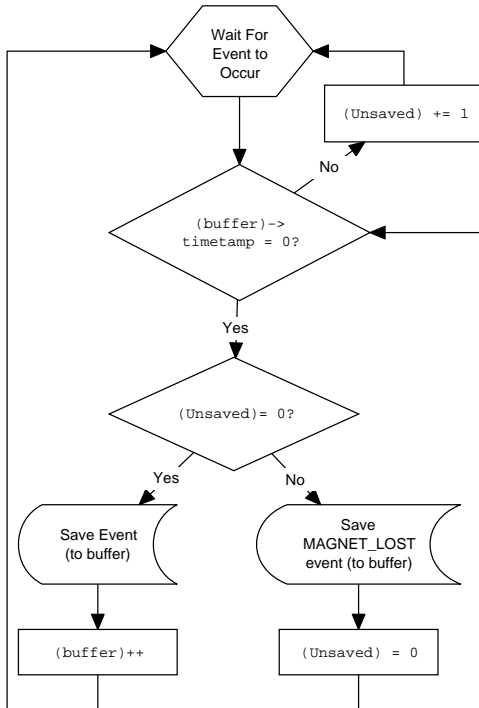 Wait For
Event to
Occur
(Unsaved) += 1
No
(buffer)->
timetamp = 0?
Yes
(Unsaved)= 0?
Yes
No
Save Event
(to buffer)
Save
MAGNET_LOST
event (to buffer)
(buffer)++
(Unsaved) = 0